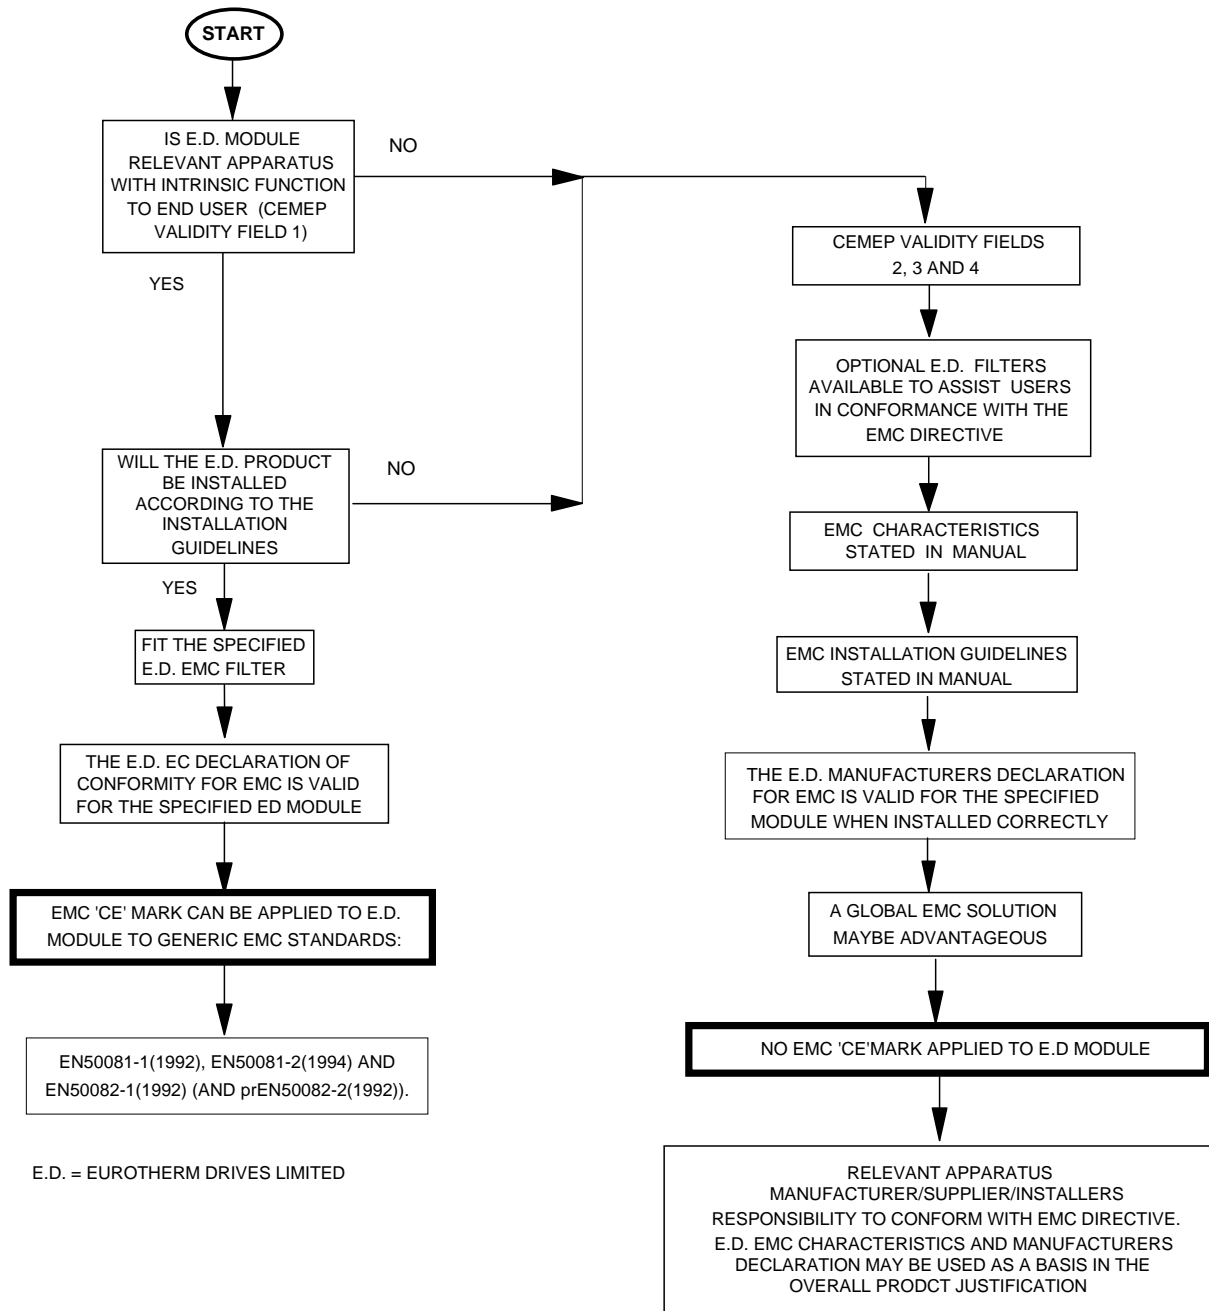 START
IS E.D. MODULE
RELEVANT APPARATUS
WITH INTRINSIC FUNCTION
TO END USER (CEMEP
VALIDITY FIELD 1)
NO
YES
WILL THE E.D. PRODUCT
BE INSTALLED
ACCORDING TO THE
INSTALLATION
GUIDELINES
NO
YES
FIT THE SPECIFIED
E.D. EMC FILTER
THE E.D. EC DECLARATION OF
CONFORMITY FOR EMC IS VALID
FOR THE SPECIFIED ED MODULE
EMC 'CE' MARK CAN BE APPLIED TO E.D.
MODULE TO GENERIC EMC STANDARDS:
EN50081-1(1992), EN50081-2(1994) AND
EN50082-1(1992) (AND prEN50082-2(1992)).
E.D. = EUROTHERM DRIVES LIMITED
CEMEP VALIDITY FIELDS
2, 3 AND 4
OPTIONAL E.D. FILTERS
AVAILABLE TO ASSIST USERS
IN CONFORMANCE WITH THE
EMC DIRECTIVE
EMC CHARACTERISTICS
STATED IN MANUAL
EMC INSTALLATION GUIDELINES
STATED IN MANUAL
THE E.D. MANUFACTURERS DECLARATION
FOR EMC IS VALID FOR THE SPECIFIED
MODULE WHEN INSTALLED CORRECTLY
A GLOBAL EMC SOLUTION
MAYBE ADVANTAGEOUS
NO EMC 'CE'MARK APPLIED TO E.D MODULE
RELEVANT APPARATUS
MANUFACTURER/SUPPLIER/INSTALLERS
RESPONSIBILITY TO CONFORM WITH EMC DIRECTIVE.
E.D. EMC CHARACTERISTICS AND MANUFACTURERS
DECLARATION MAY BE USED AS A BASIS IN THE
OVERALL PRODCT JUSTIFICATION